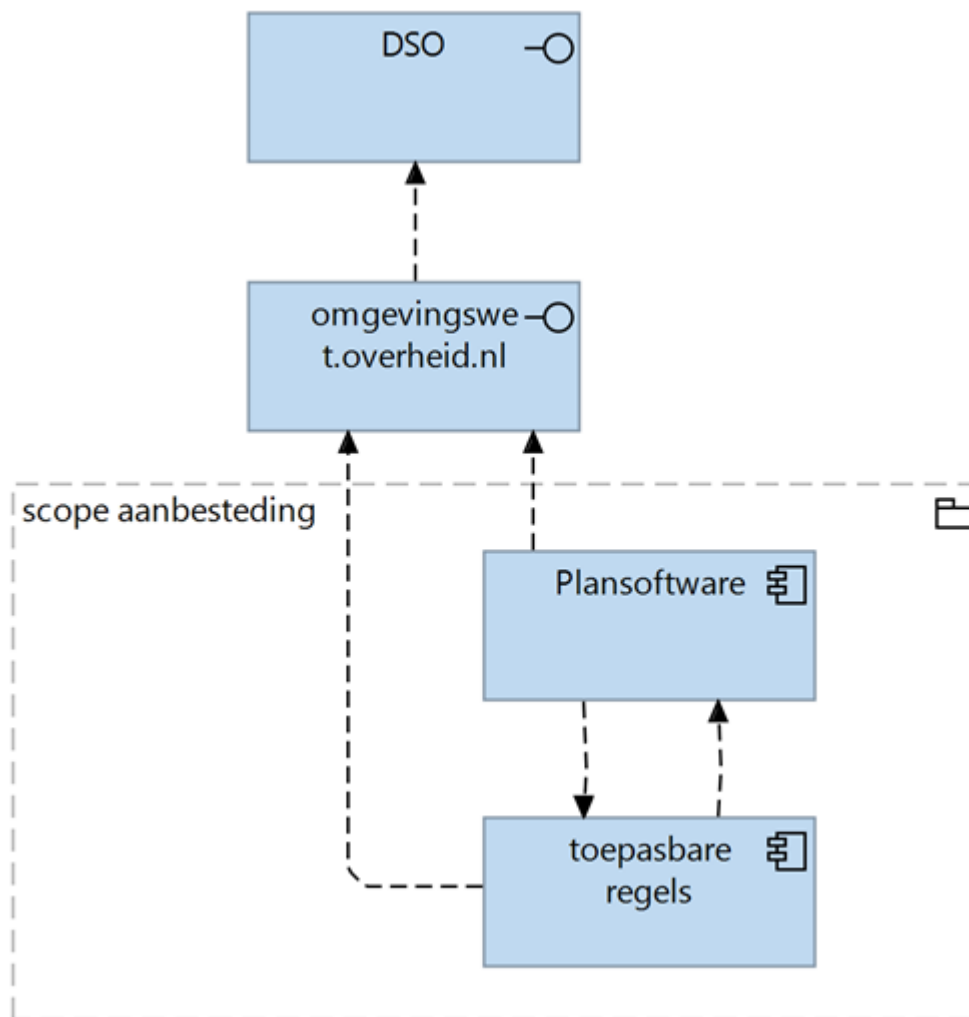 DSO
omgevingswe
t.overheid.nl
scope aanbesteding
Plansoftware
toepasbare
regels